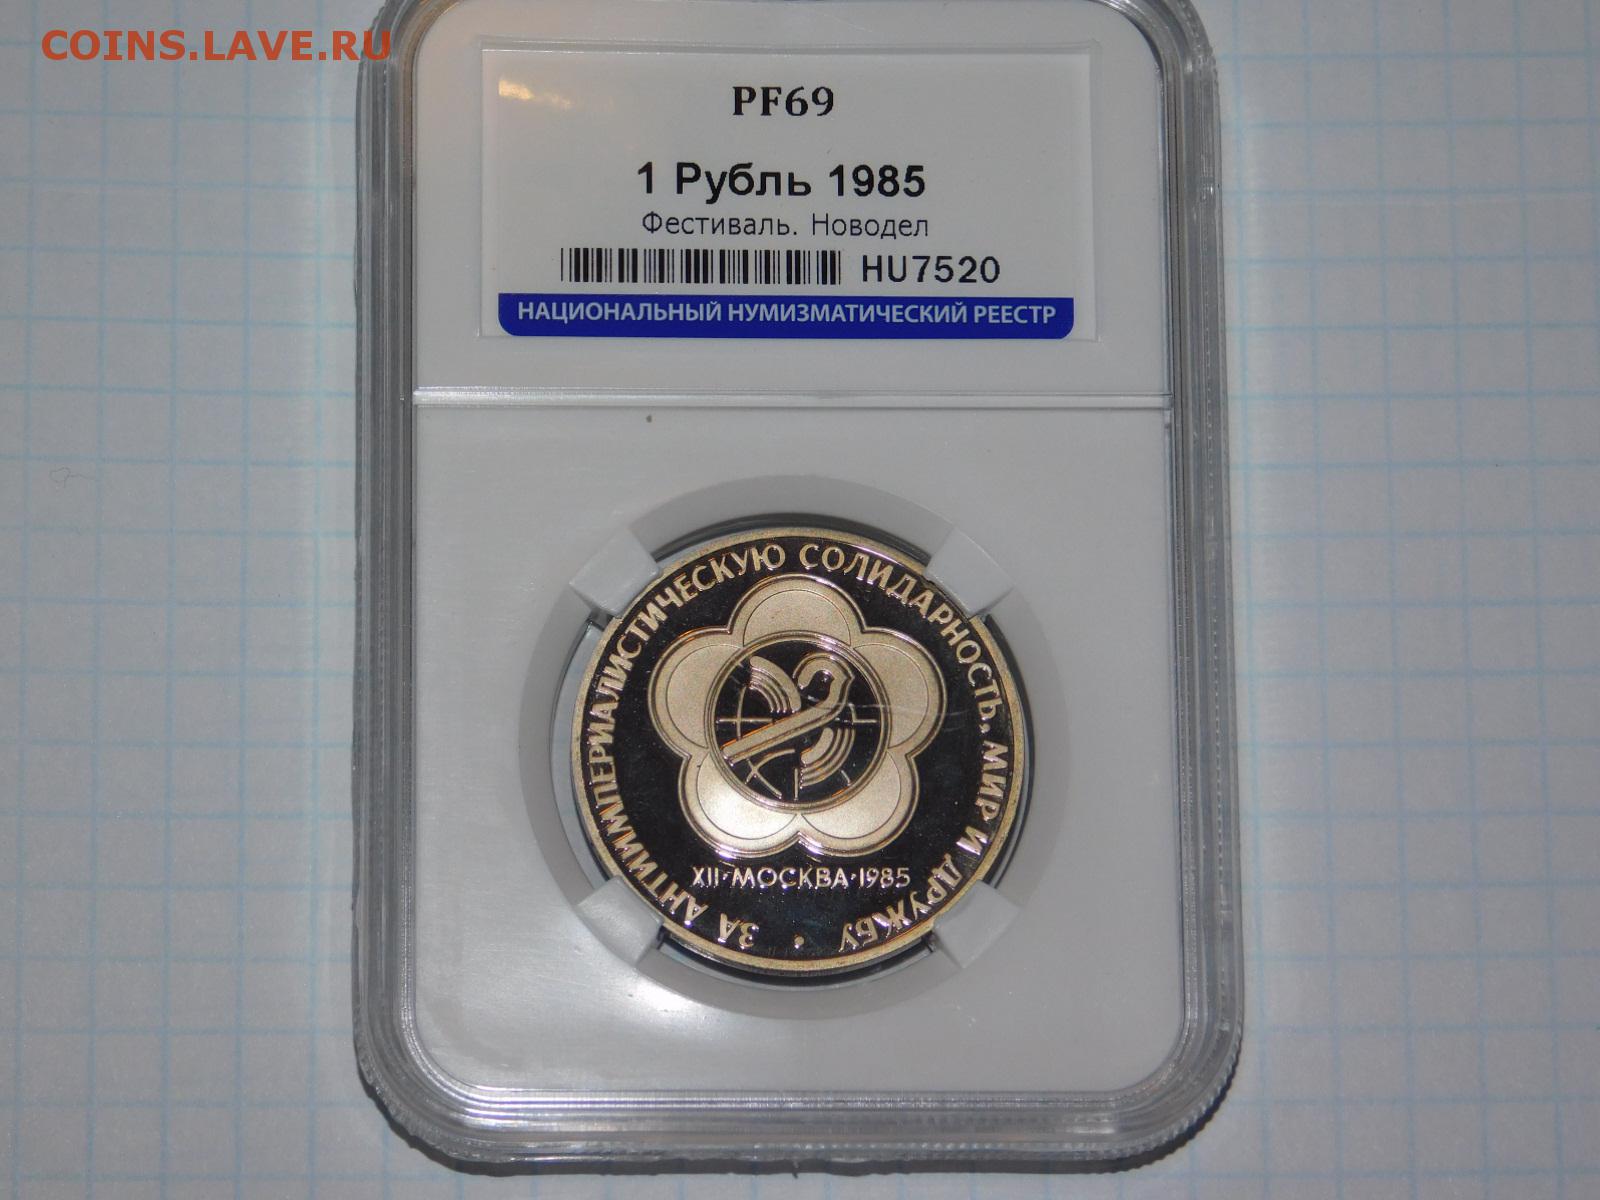 COINS.LAVE.RU
PF69
1 Рубль 1985
Фестиваль. Новодел
HU7520
НАЦИОНАЛЬНЫЙ НУМИЗМАТИЧЕСКИЙ РЕЕСТР
ЗА АНТИИМПЕРИАЛИСТИЧЕСКУЮ СОЛИДАРНОСТЬ, МИР И ДРУЖБУ •
XII·МОСКВА·1985